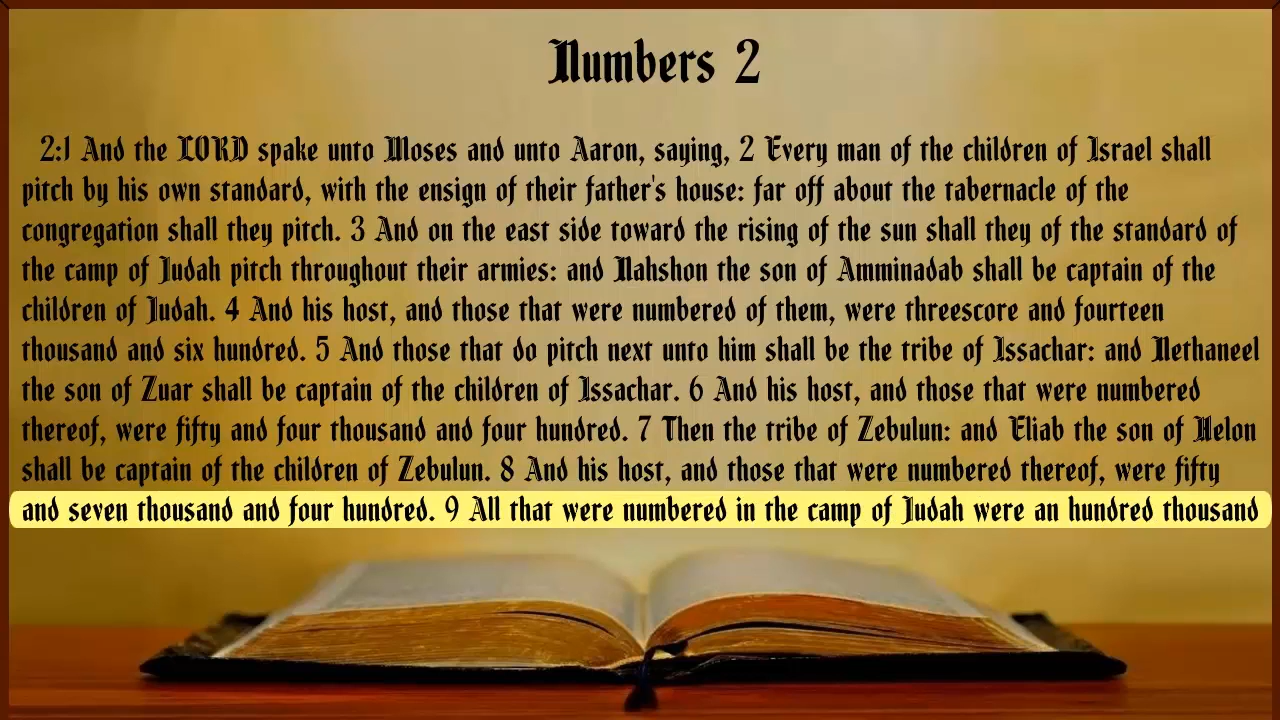 Numbers 2
2:1 And the LORD spake unto Moses and unto Aaron, saying, 2 Every man of the children of Israel shall
pitch by his own standard, with the ensign of their father's house: far off about the tabernacle of the
congregation shall they pitch. 3 And on the east side toward the rising of the sun shall they of the standard of
the camp of Judah pitch throughout their armies: and Nahshon the son of Amminadab shall be captain of the
children of Judah. 4 And his host, and those that were numbered of them, were threescore and fourteen
thousand and six hundred. 5 And those that do pitch next unto him shall be the tribe of Issachar: and Nethaneel
the son of Zuar shall be captain of the children of Issachar. 6 And his host, and those that were numbered
thereof, were fifty and four thousand and four hundred. 7 Then the tribe of Zebulun: and Eliab the son of Helon
shall be captain of the children of Zebulun. 8 And his host, and those that were numbered thereof, were fifty
and seven thousand and four hundred. 9 All that were numbered in the camp of Judah were an hundred thousand